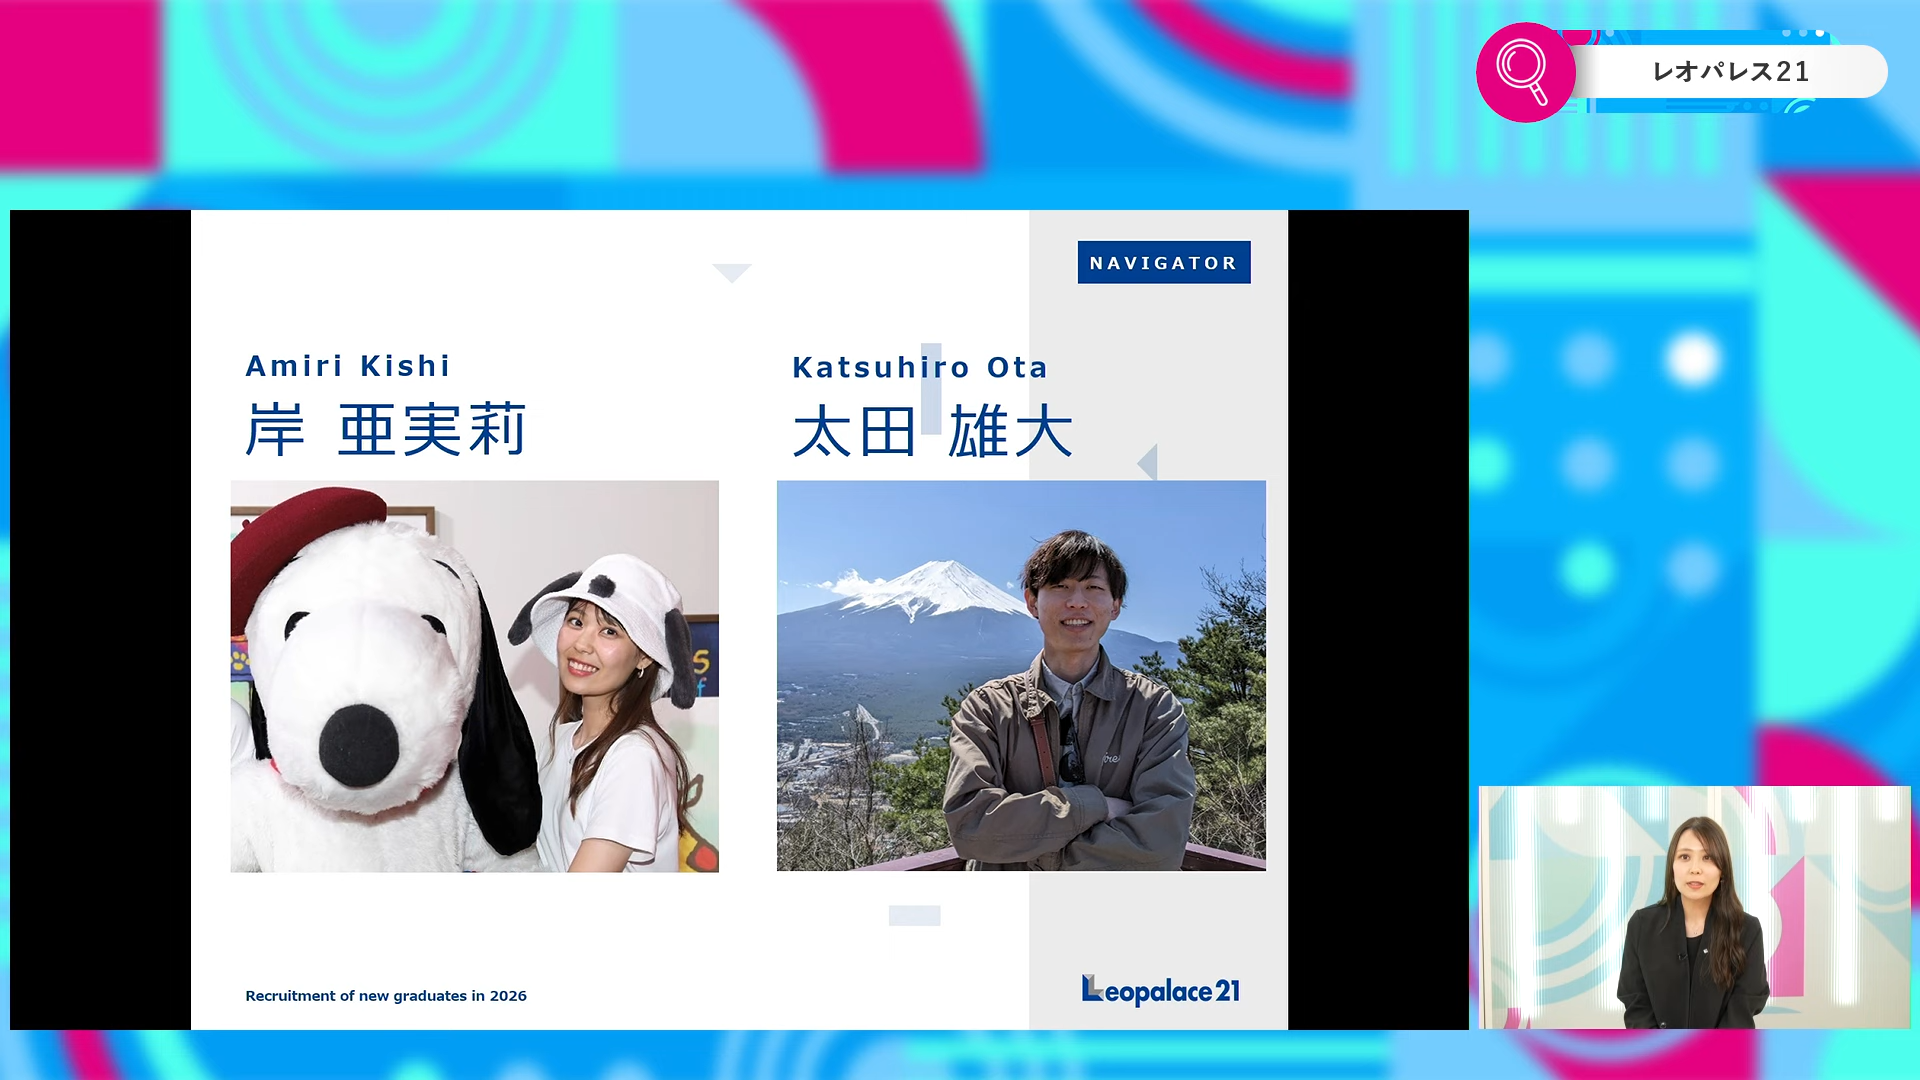 レオパレス21
NAVIGATOR
Amiri Kishi
岸 亜実莉
Katsuhiro Ota
太田 雄大
Recruitment of new graduates in 2026
Leopalace21